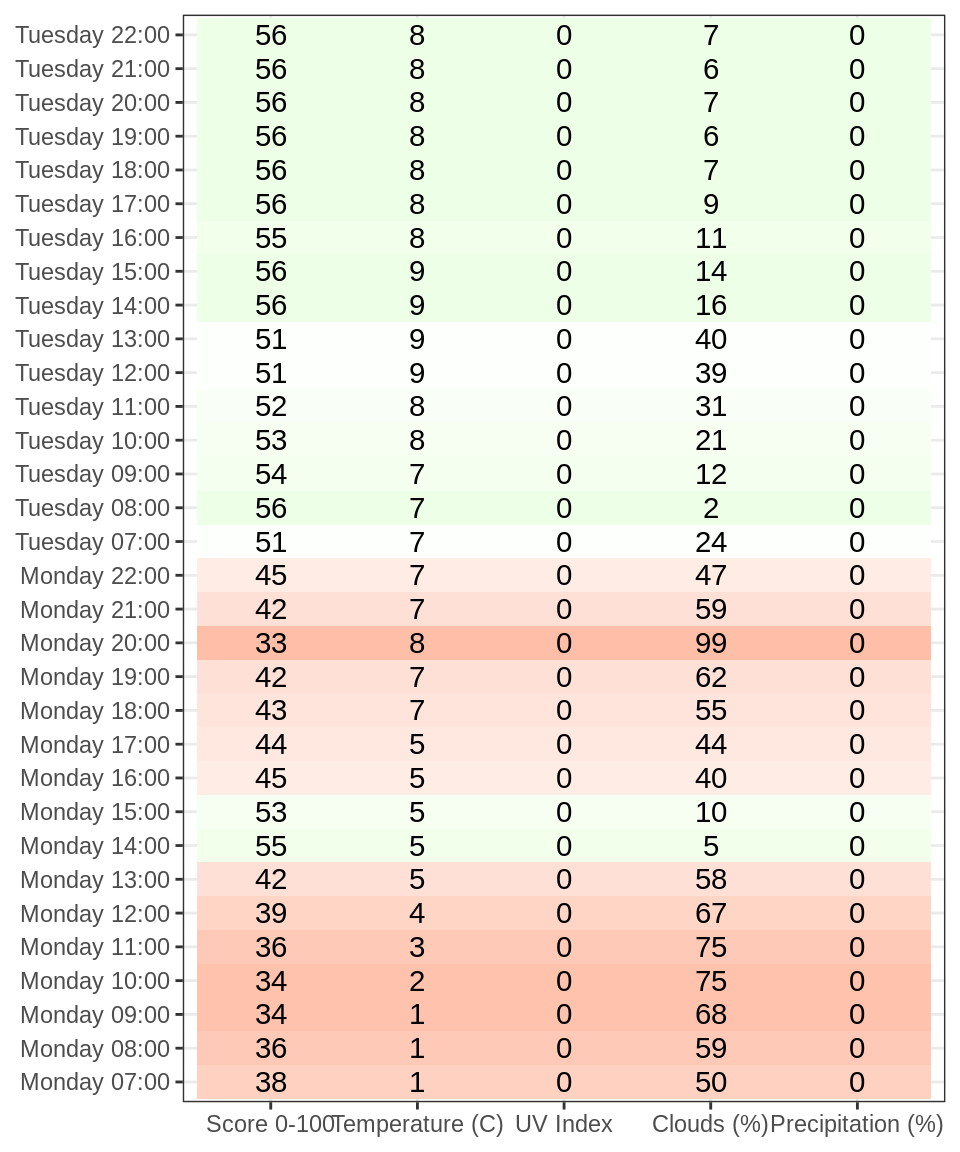 Tuesday 22:00 56 8 0 7 0
Tuesday 21:00 56 8 0 6 0
Tuesday 20:00 56 8 0 7 0
Tuesday 19:00 56 8 0 6 0
Tuesday 18:00 56 8 0 7 0
Tuesday 17:00 56 8 0 9 0
Tuesday 16:00 55 8 0 11 0
Tuesday 15:00 56 9 0 14 0
Tuesday 14:00 56 9 0 16 0
Tuesday 13:00 51 9 0 40 0
Tuesday 12:00 51 9 0 39 0
Tuesday 11:00 52 8 0 31 0
Tuesday 10:00 53 8 0 21 0
Tuesday 09:00 54 7 0 12 0
Tuesday 08:00 56 7 0 2 0
Tuesday 07:00 51 7 0 24 0
Monday 22:00 45 7 0 47 0
Monday 21:00 42 7 0 59 0
Monday 20:00 33 8 0 99 0
Monday 19:00 42 7 0 62 0
Monday 18:00 43 7 0 55 0
Monday 17:00 44 5 0 44 0
Monday 16:00 45 5 0 40 0
Monday 15:00 53 5 0 10 0
Monday 14:00 55 5 0 5 0
Monday 13:00 42 5 0 58 0
Monday 12:00 39 4 0 67 0
Monday 11:00 36 3 0 75 0
Monday 10:00 34 2 0 75 0
Monday 09:00 34 1 0 68 0
Monday 08:00 36 1 0 59 0
Monday 07:00 38 1 0 50 0
Score 0-100 Temperature (C) UV Index Clouds (%) Precipitation (%)